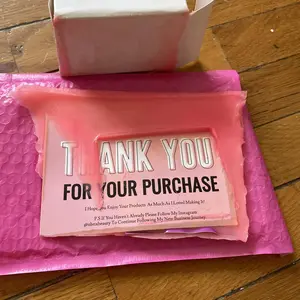 THANK YOU
FOR YOUR PURCHASE
I Hope you Enjoy Your Products As Much As I Loved Making It!
P.S If You Haven't Already Please Follow My Instagram
To Continue Following My New Business Journey